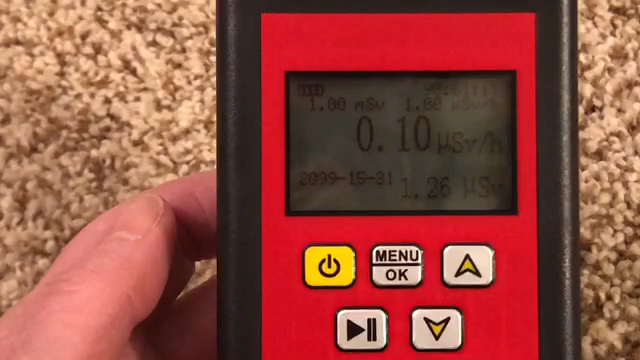 1.00 mSv 1.00 μSv/h
0.10 μSv/h
2099-15-31 1.26 μSv
MENU
OK